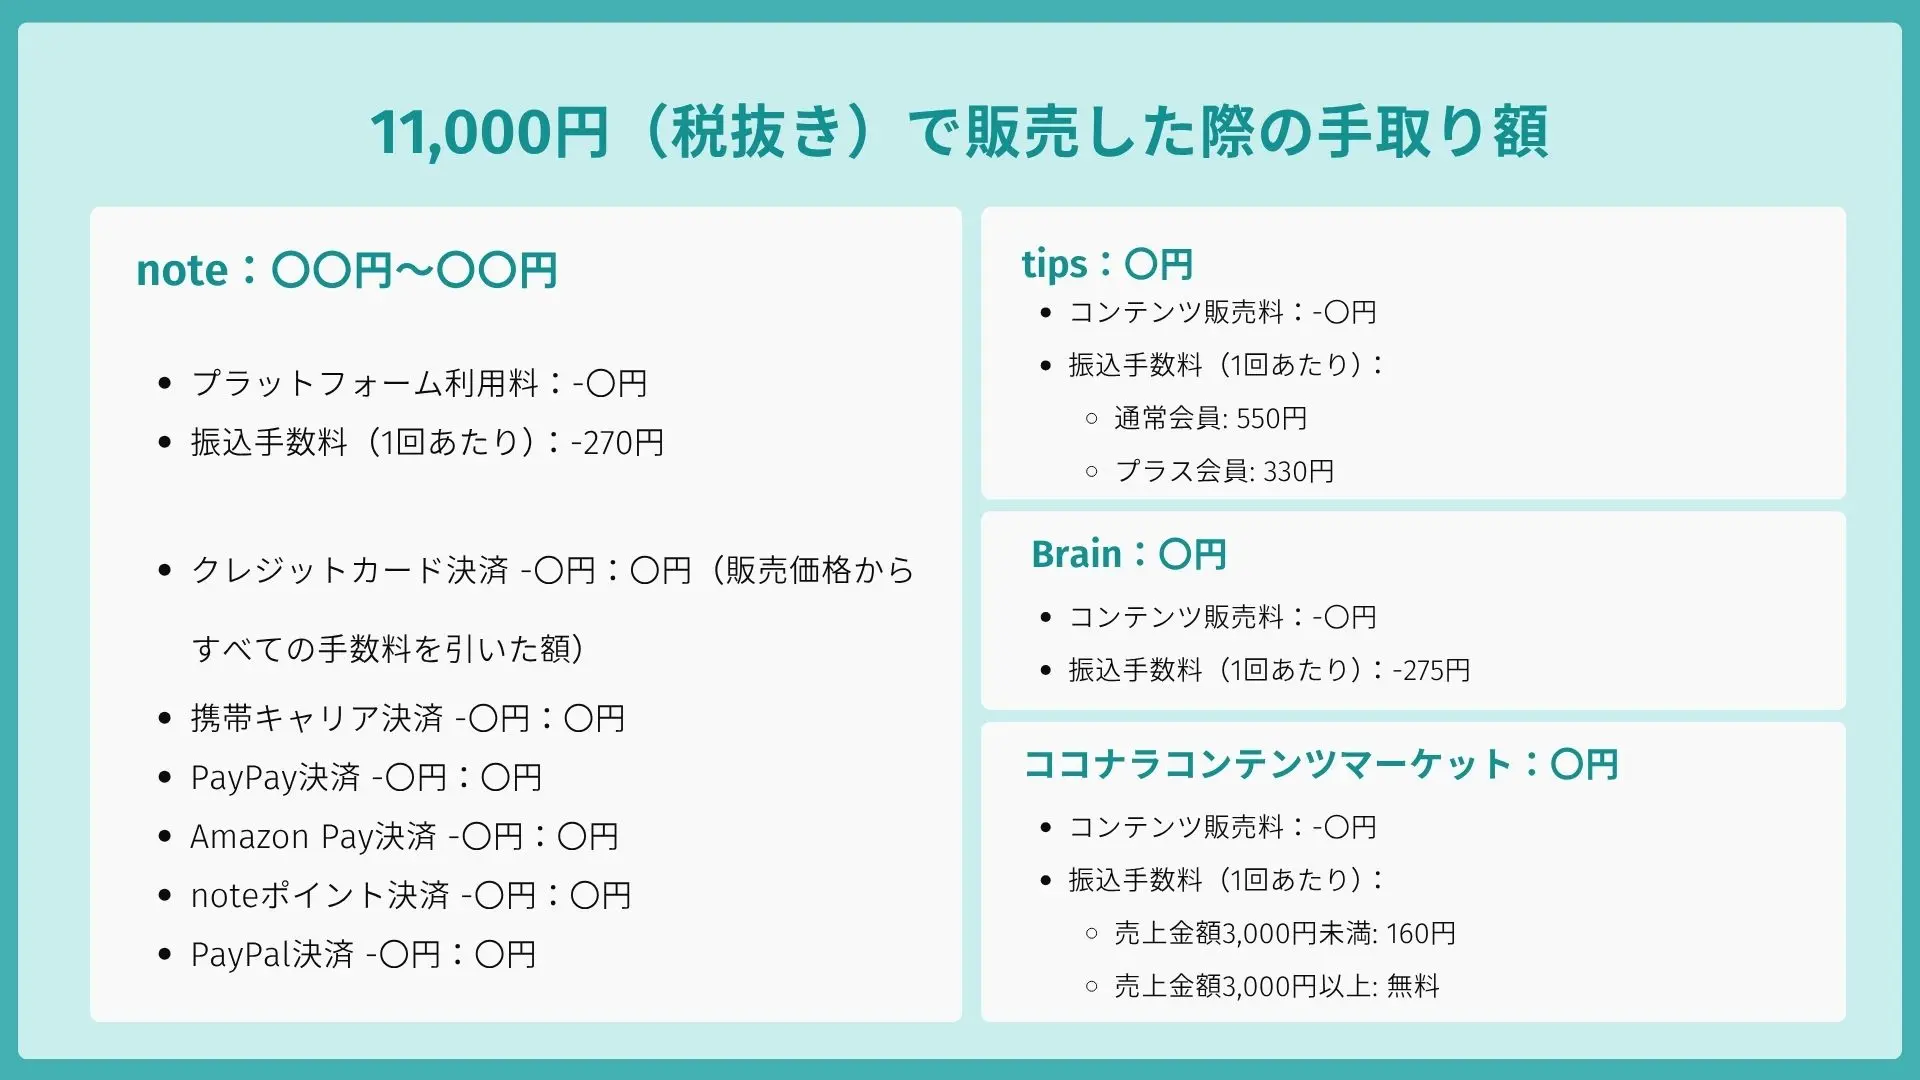 11,000円（税抜き）で販売した際の手取り額
note：〇〇円〜〇〇円
• プラットフォーム利用料：-〇円
• 振込手数料（1回あたり）：-270円
• クレジットカード決済 -〇円：〇円（販売価格から
すべての手数料を引いた額）
• 携帯キャリア決済 -〇円：〇円
• PayPay決済 -〇円：〇円
• Amazon Pay決済 -〇円：〇円
• noteポイント決済 -〇円：〇円
• PayPal決済 -〇円：〇円
tips：〇円
• コンテンツ販売料：-〇円
• 振込手数料（1回あたり）：
○ 通常会員: 550円
○ プラス会員: 330円
Brain：〇円
• コンテンツ販売料：-〇円
• 振込手数料（1回あたり）：-275円
ココナラコンテンツマーケット：〇円
• コンテンツ販売料：-〇円
• 振込手数料（1回あたり）：
○ 売上金額3,000円未満: 160円
○ 売上金額3,000円以上: 無料